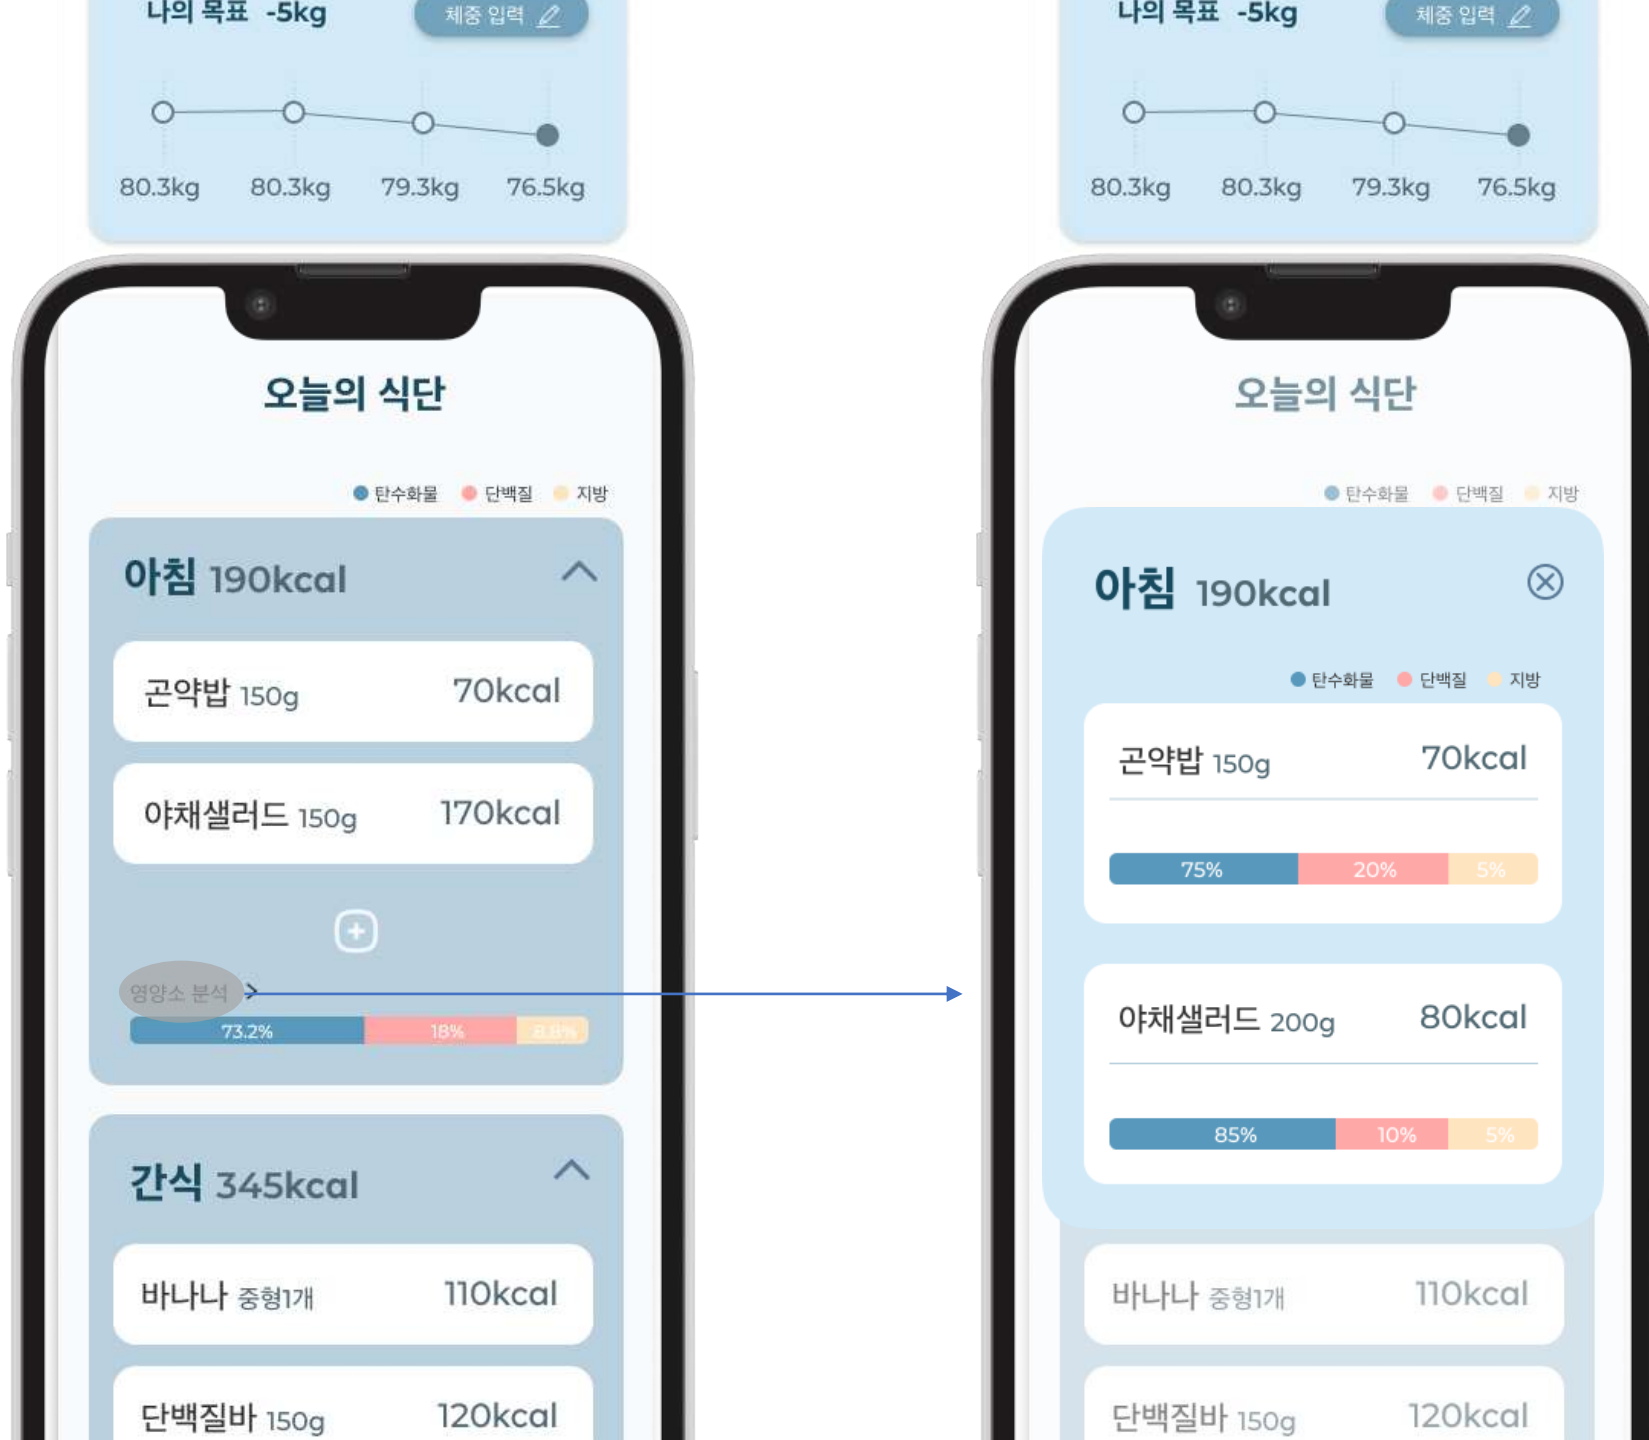 나의 목표 -5kg
체중 입력
80.3kg 80.3kg 79.3kg 76.5kg
오늘의 식단
탄수화물 단백질 지방
아침 190kcal
곤약밥 150g 70kcal
야채샐러드 150g 170kcal
영양소 분석 >
73.2% 18% 8.8%
간식 345kcal
바나나 중형1개 110kcal
단백질바 150g 120kcal
나의 목표 -5kg
체중 입력
80.3kg 80.3kg 79.3kg 76.5kg
오늘의 식단
탄수화물 단백질 지방
아침 190kcal
탄수화물 단백질 지방
곤약밥 150g 70kcal
75% 20% 5%
야채샐러드 200g 80kcal
85% 10% 5%
바나나 중형1개 110kcal
단백질바 150g 120kcal